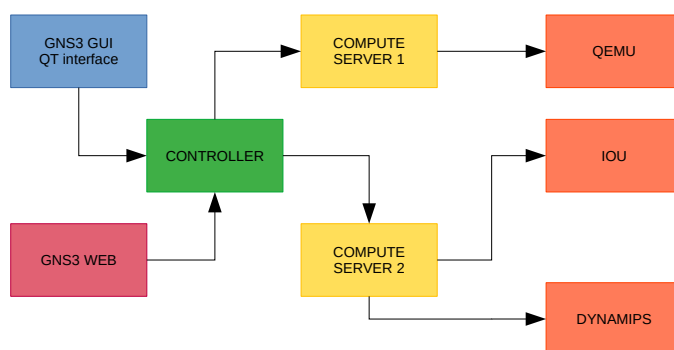 GNS3 GUI
QT interface
COMPUTE
SERVER 1
QEMU
CONTROLLER
IOU
GNS3 WEB
COMPUTE
SERVER 2
DYNAMIPS